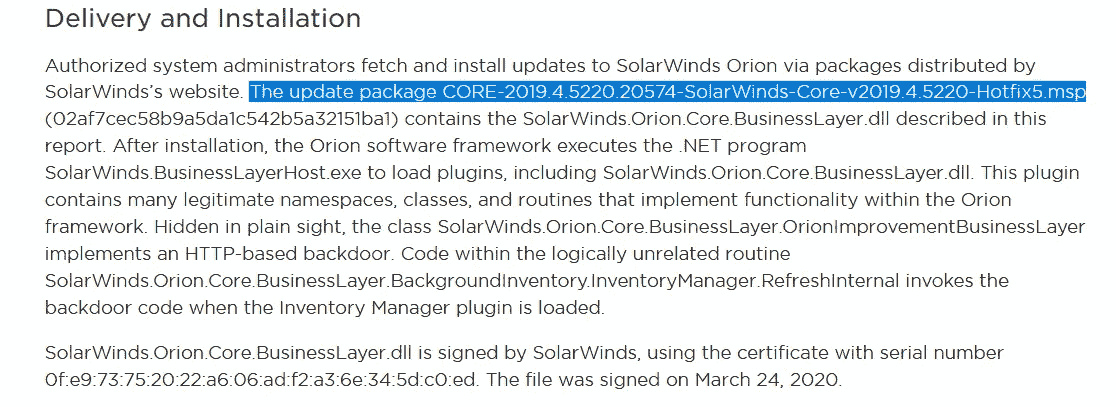 Delivery and Installation
Authorized system administrators fetch and install updates to SolarWinds Orion via packages distributed by
SolarWinds's website. The update package CORE-2019.4.5220.20574-SolarWinds-Core-v2019.4.5220-Hotfix5.msp
(02af7cec58b9a5da1c542b5a32151ba1) contains the SolarWinds.Orion.Core.BusinessLayer.dll described in this
report. After installation, the Orion software framework executes the .NET program
SolarWinds.BusinessLayerHost.exe to load plugins, including SolarWinds.Orion.Core.BusinessLayer.dll. This plugin
contains many legitimate namespaces, classes, and routines that implement functionality within the Orion
framework. Hidden in plain sight, the class SolarWinds.Orion.Core.BusinessLayer.OrionImprovementBusinessLayer
implements an HTTP-based backdoor. Code within the logically unrelated routine
SolarWinds.Orion.Core.BusinessLayer.BackgroundInventory.InventoryManager.RefreshInternal invokes the
backdoor code when the Inventory Manager plugin is loaded.
SolarWinds.Orion.Core.BusinessLayer.dll is signed by SolarWinds, using the certificate with serial number
0f:e9:73:75:20:22:a6:06:ad:f2:a3:6e:34:5d:c0:ed. The file was signed on March 24, 2020.